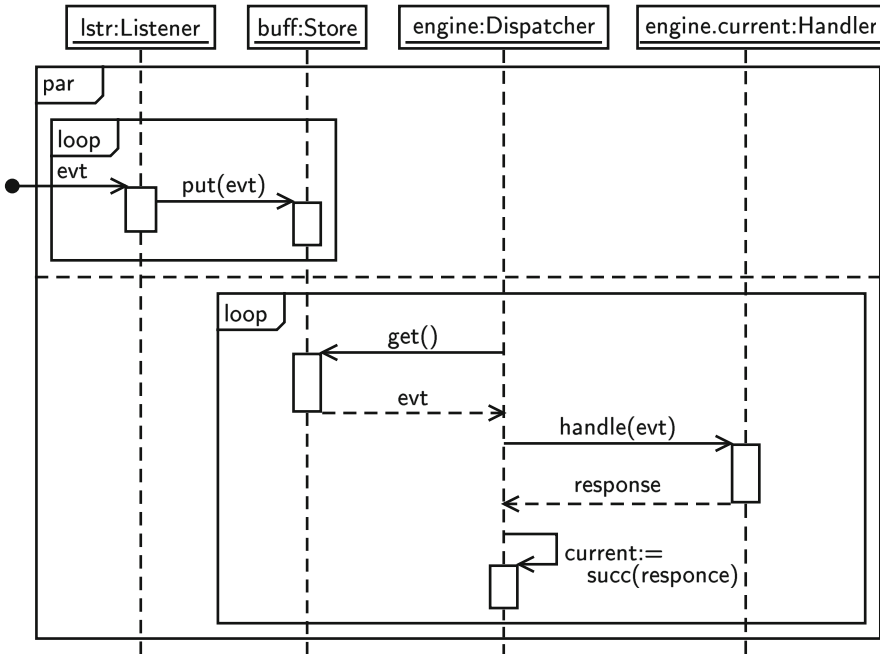 lstr:Listener
buff:Store
engine:Dispatcher
engine.current:Handler
par
loop
evt
put(evt)
loop
get()
evt
handle(evt)
response
current:=
succ(responce)